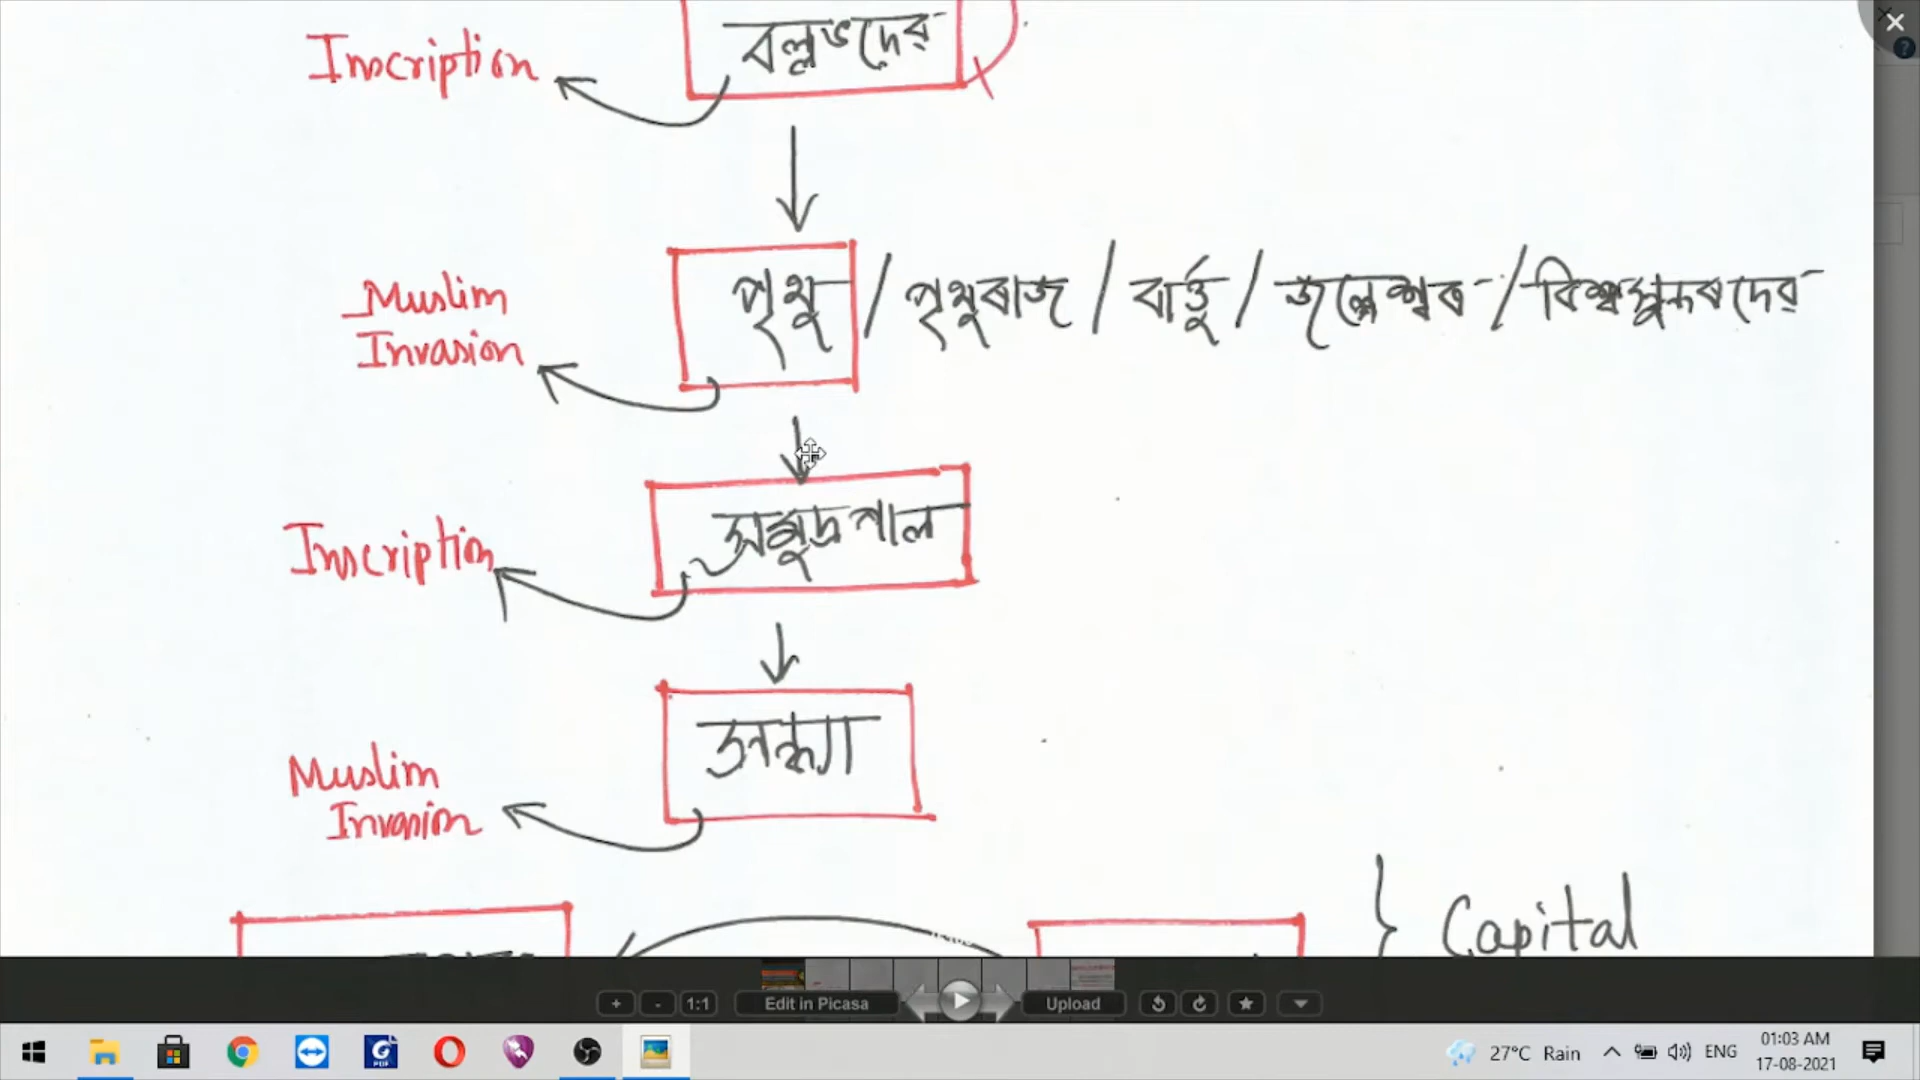 Inscription
বল্লভদেৱ
Muslim
Invasion
পৃথু / পৃথুৰাজ / বার্তু / জল্পেশ্বৰ / বিশ্বসুন্দৰদেৱ
Inscription
সমুদ্ৰপাল
Muslim
Invasion
সন্ধ্যা
Capital
+ - 1:1 Edit in Picasa Upload
27°C Rain ENG 01:03 AM
17-08-2021